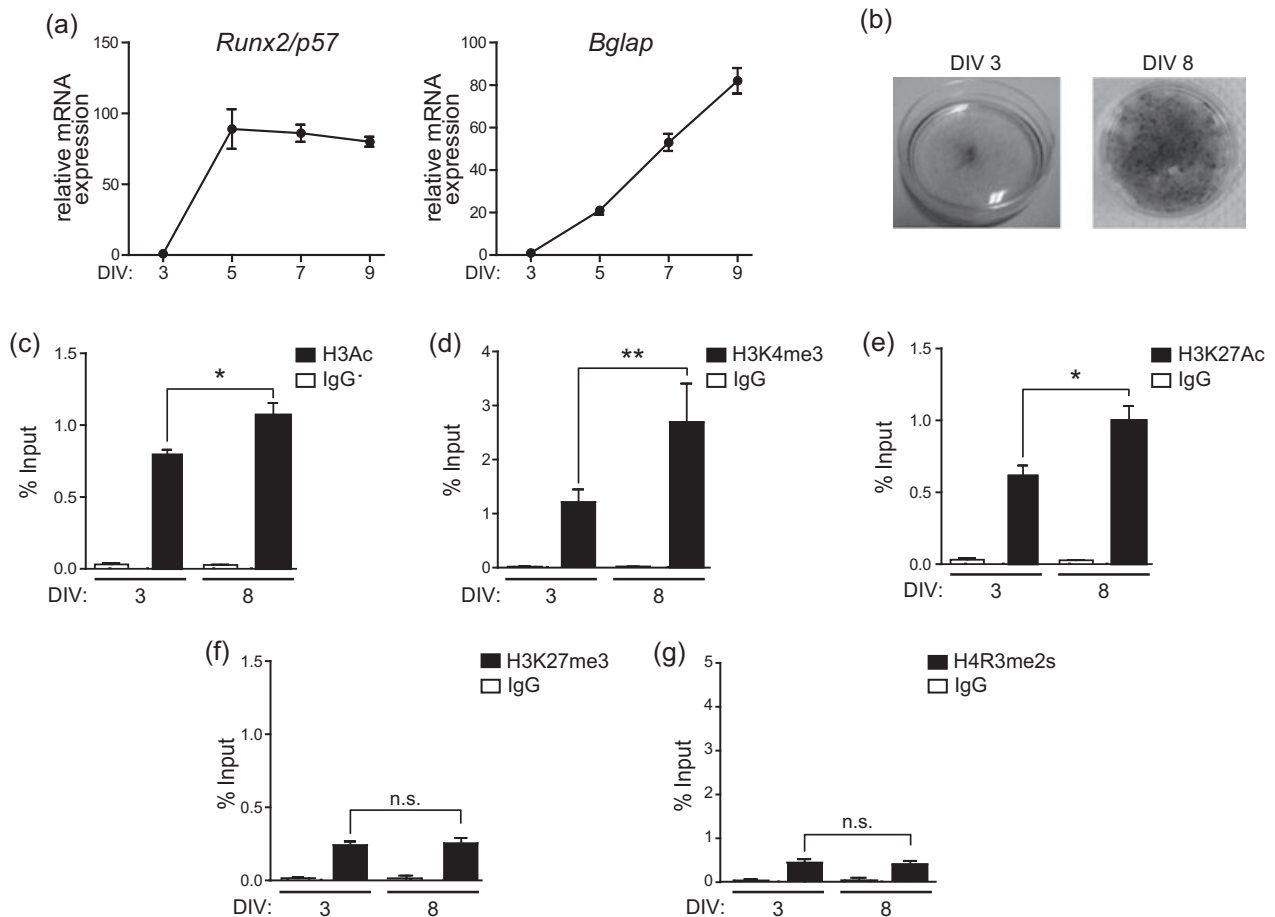 (a)
Runx2/p57
relative mRNA
expression
150
100
50
0
DIV: 3 5 7 9
Bglap
relative mRNA
expression
100
80
60
40
20
0
DIV: 3 5 7 9
(b)
DIV 3
DIV 8
(c)
H3Ac
IgG
% Input
1.5
1.0
0.5
0.0
*
DIV: 3 8
(d)
H3K4me3
IgG
% Input
4
3
2
1
0
**
DIV: 3 8
(e)
H3K27Ac
IgG
% Input
1.5
1.0
0.5
0.0
*
DIV: 3 8
(f)
H3K27me3
IgG
% Input
1.5
1.0
0.5
0.0
n.s.
DIV: 3 8
(g)
H4R3me2s
IgG
% Input
5
4
3
2
1
0
n.s.
DIV: 3 8